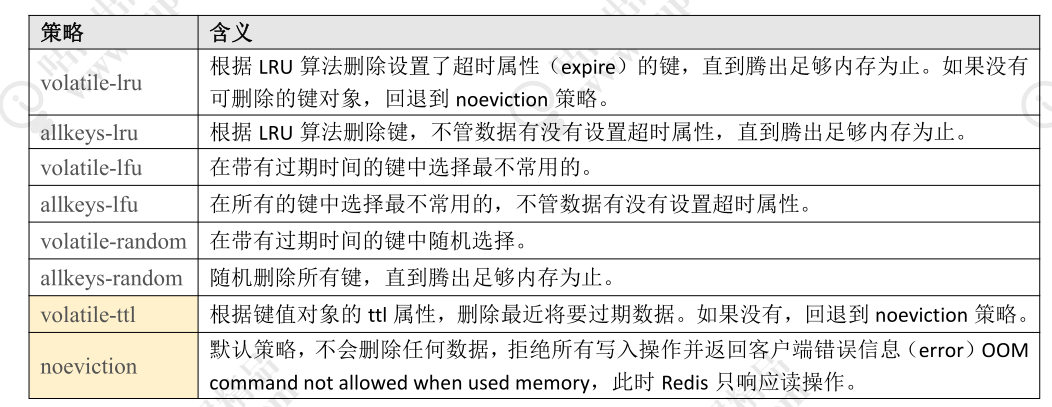 策略 含义
volatile-lru 根据 LRU 算法删除设置了超时属性（expire）的键，直到腾出足够内存为止。如果没有
可删除的键对象，回退到 noeviction 策略。
allkeys-lru 根据 LRU 算法删除键，不管数据有没有设置超时属性，直到腾出足够内存为止。
volatile-lfu 在带有过期时间的键中选择最不常用的。
allkeys-lfu 在所有的键中选择最不常用的，不管数据有没有设置超时属性。
volatile-random 在带有过期时间的键中随机选择。
allkeys-random 随机删除所有键，直到腾出足够内存为止。
volatile-ttl 根据键值对象的 ttl 属性，删除最近将要过期数据。如果没有，回退到 noeviction 策略。
noeviction 默认策略，不会删除任何数据，拒绝所有写入操作并返回客户端错误信息（error）OOM
command not allowed when used memory，此时 Redis 只响应读操作。